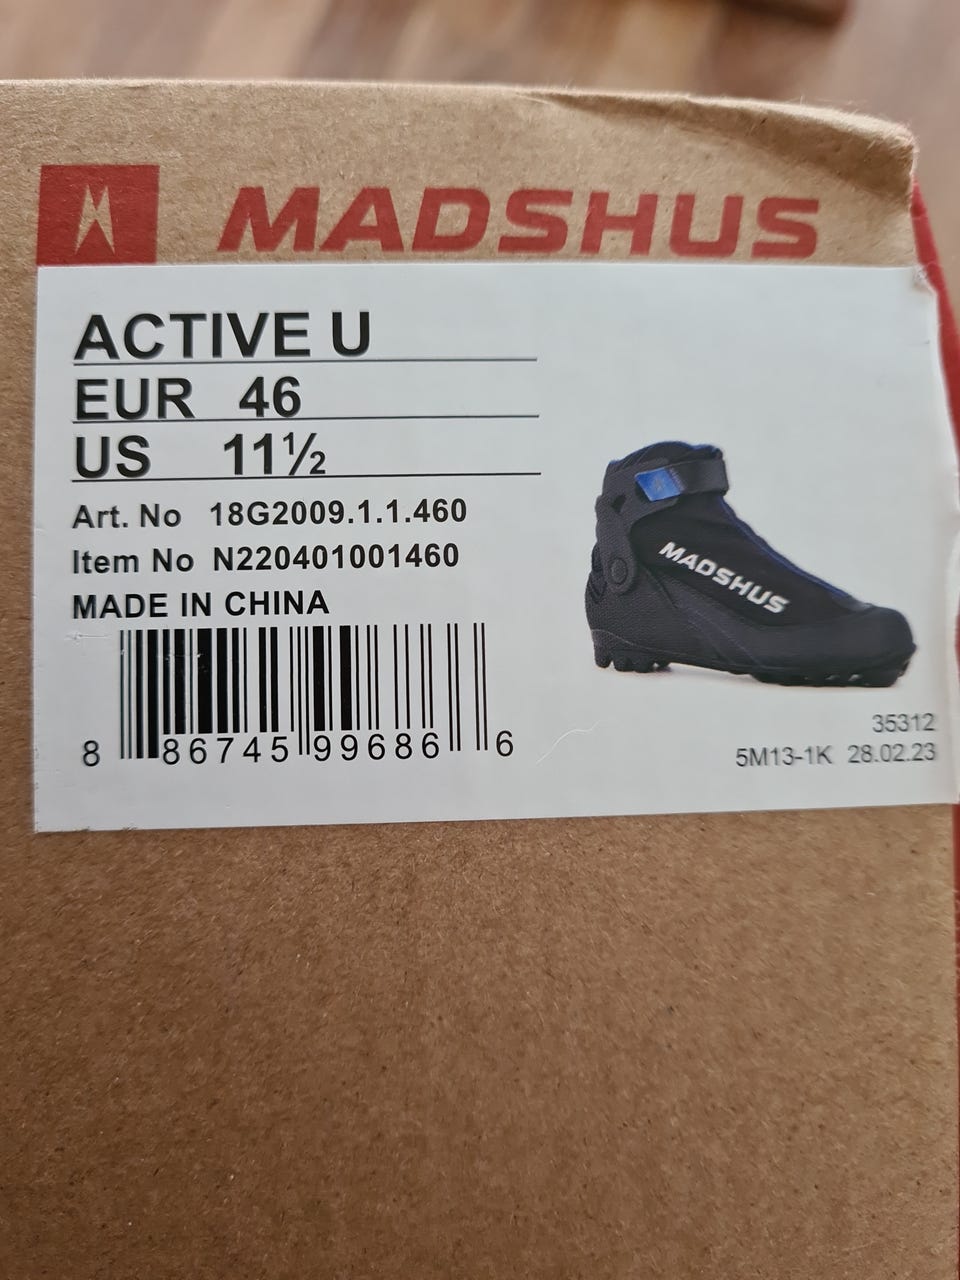 MADSHUS
ACTIVE U
EUR 46
US 11½
Art. No 18G2009.1.1.460
Item No N220401001460
MADE IN CHINA
8 86745 99686 6
MADSHUS
35312
5M13-1K 28.02.23